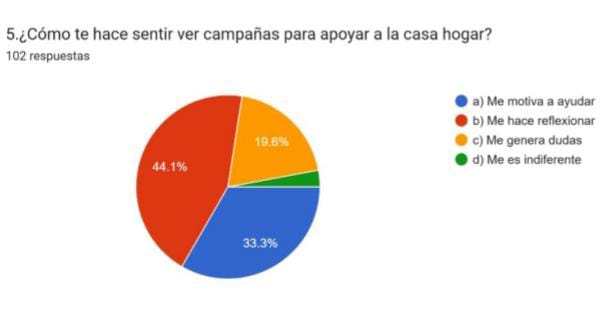 5.¿Cómo te hace sentir ver campañas para apoyar a la casa hogar?
102 respuestas
a) Me motiva a ayudar
b) Me hace reflexionar
c) Me genera dudas
d) Me es indiferente
19.6%
44.1%
33.3%